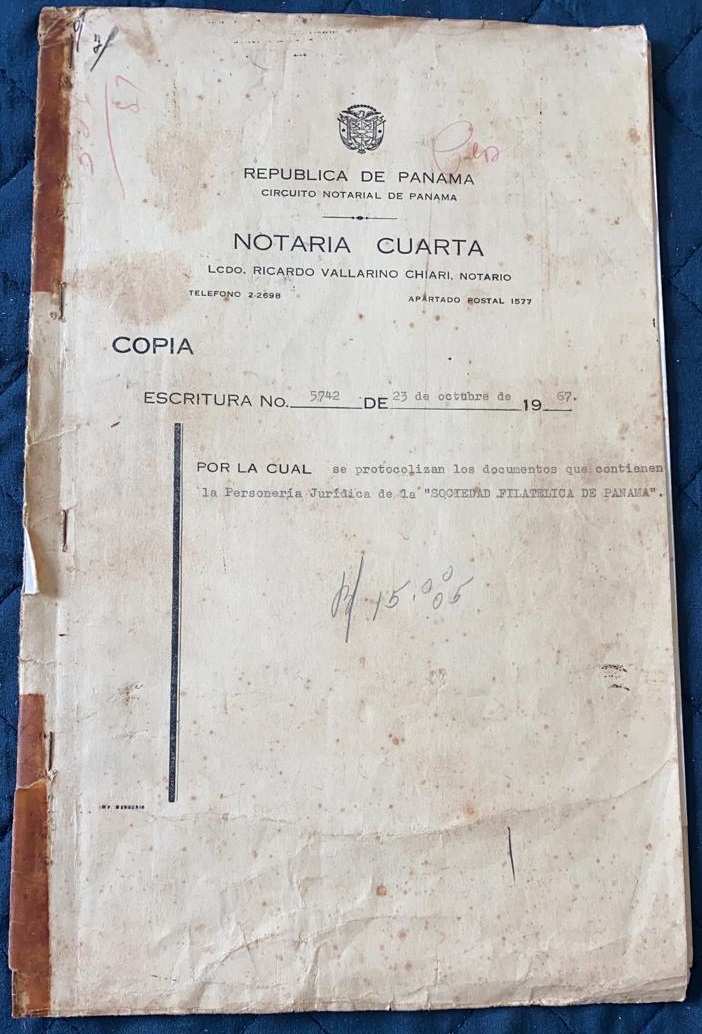 REPUBLICA DE PANAMA
CIRCUITO NOTARIAL DE PANAMA
NOTARIA CUARTA
LCDO. RICARDO VALLARINO CHIARI, NOTARIO
TELEFONO 2-2698 APARTADO POSTAL 1577
COPIA
ESCRITURA No. 5742 DE 23 de octubre de 19 67.
POR LA CUAL se protocolizan los documentos que contienen
la Personería Jurídica de la "SOCIEDAD FILATELICA DE PANAMA".
15.00